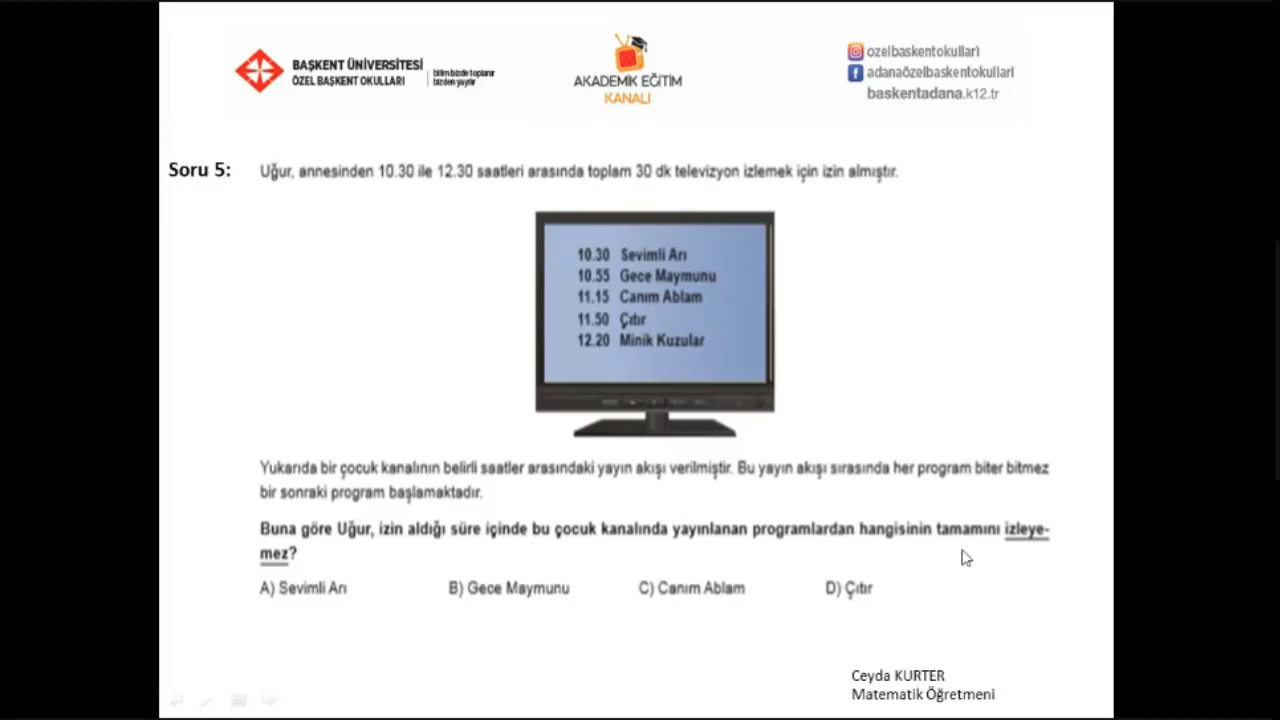 BAŞKENT ÜNİVERSİTESİ
ÖZEL BAŞKENT OKULLARI
bilim bizde toplanır
bizden yayılır
AKADEMİK EĞİTİM
KANALI
ozelbaskentokullari
adanaözelbaskentokullari
baskentadana.k12.tr
Soru 5:
Uğur, annesinden 10.30 ile 12.30 saatleri arasında toplam 30 dk televizyon izlemek için izin almıştır.
10.30 Sevimli Arı
10.55 Gece Maymunu
11.15 Canım Ablam
11.50 Çıtır
12.20 Minik Kuzular
Yukarıda bir çocuk kanalının belirli saatler arasındaki yayın akışı verilmiştir. Bu yayın akışı sırasında her program biter bitmez
bir sonraki program başlamaktadır.
Buna göre Uğur, izin aldığı süre içinde bu çocuk kanalında yayınlanan programlardan hangisinin tamamını izleye-
mez?
A) Sevimli Arı B) Gece Maymunu C) Canım Ablam D) Çıtır
Ceyda KURTER
Matematik Öğretmeni